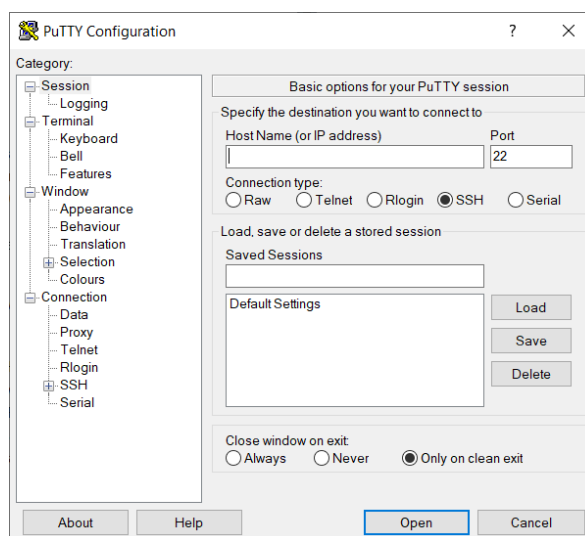 PuTTY Configuration
?
Category:
Session
Logging
Terminal
Keyboard
Bell
Features
Window
Appearance
Behaviour
Translation
Selection
Colours
Connection
Data
Proxy
Telnet
Rlogin
SSH
Serial
Basic options for your PuTTY session
Specify the destination you want to connect to
Host Name (or IP address) Port
22
Connection type:
Raw Telnet Rlogin SSH Serial
Load, save or delete a stored session
Saved Sessions
Default Settings
Load
Save
Delete
Close window on exit:
Always Never Only on clean exit
About Help Open Cancel